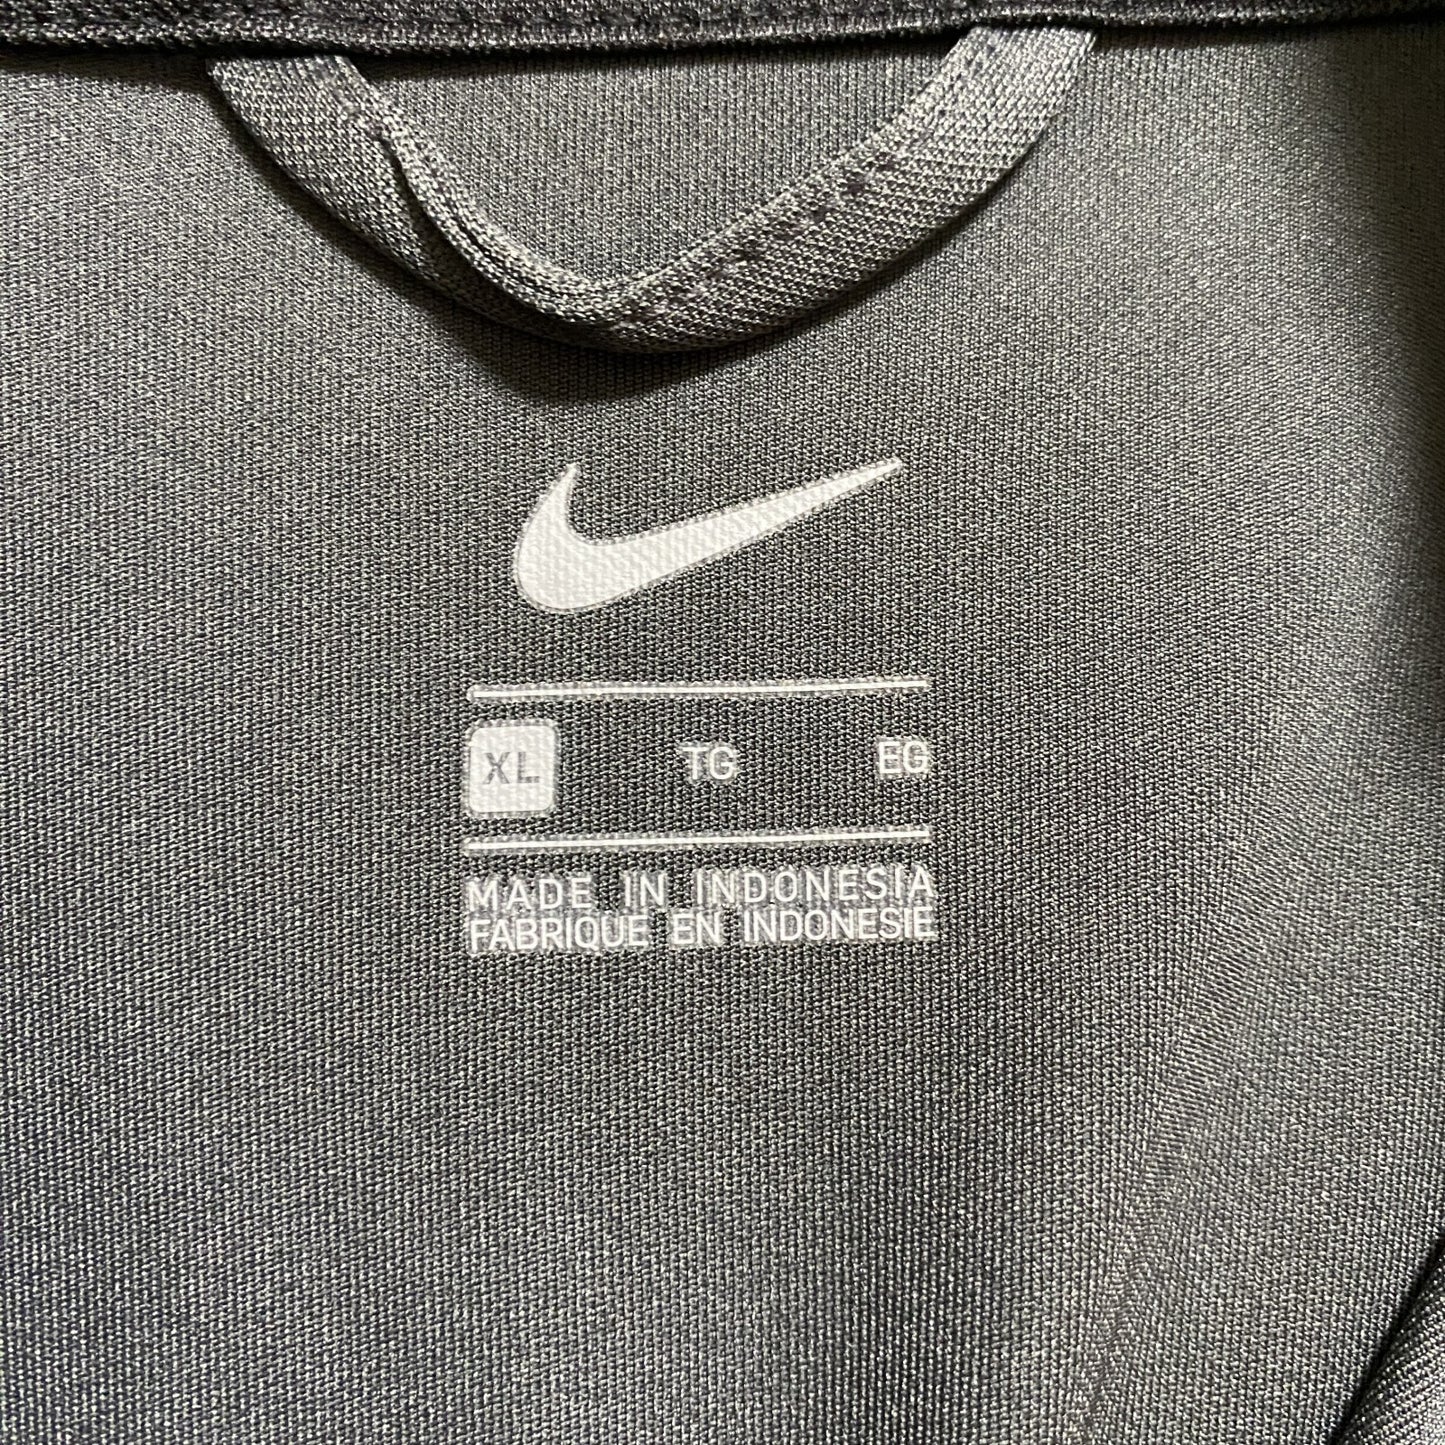 XL TG EG
MADE IN INDONESIA
FABRIQUE EN INDONESIE